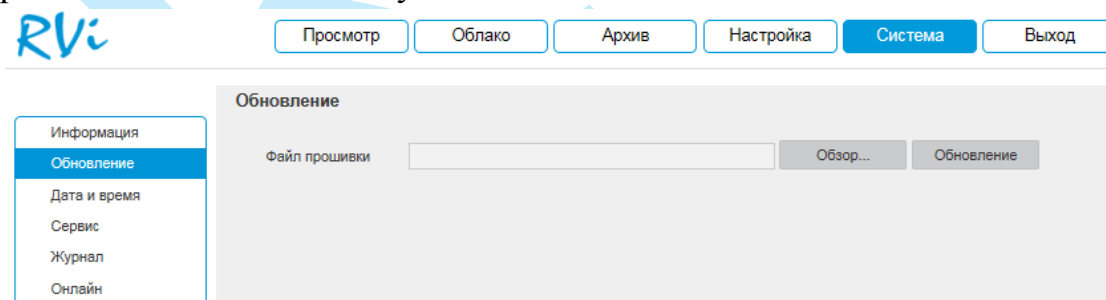 RVi
Просмотр Облако Архив Настройка Система Выход
Обновление
Информация
Обновление
Дата и время
Сервис
Журнал
Онлайн
Файл прошивки Обзор... Обновление